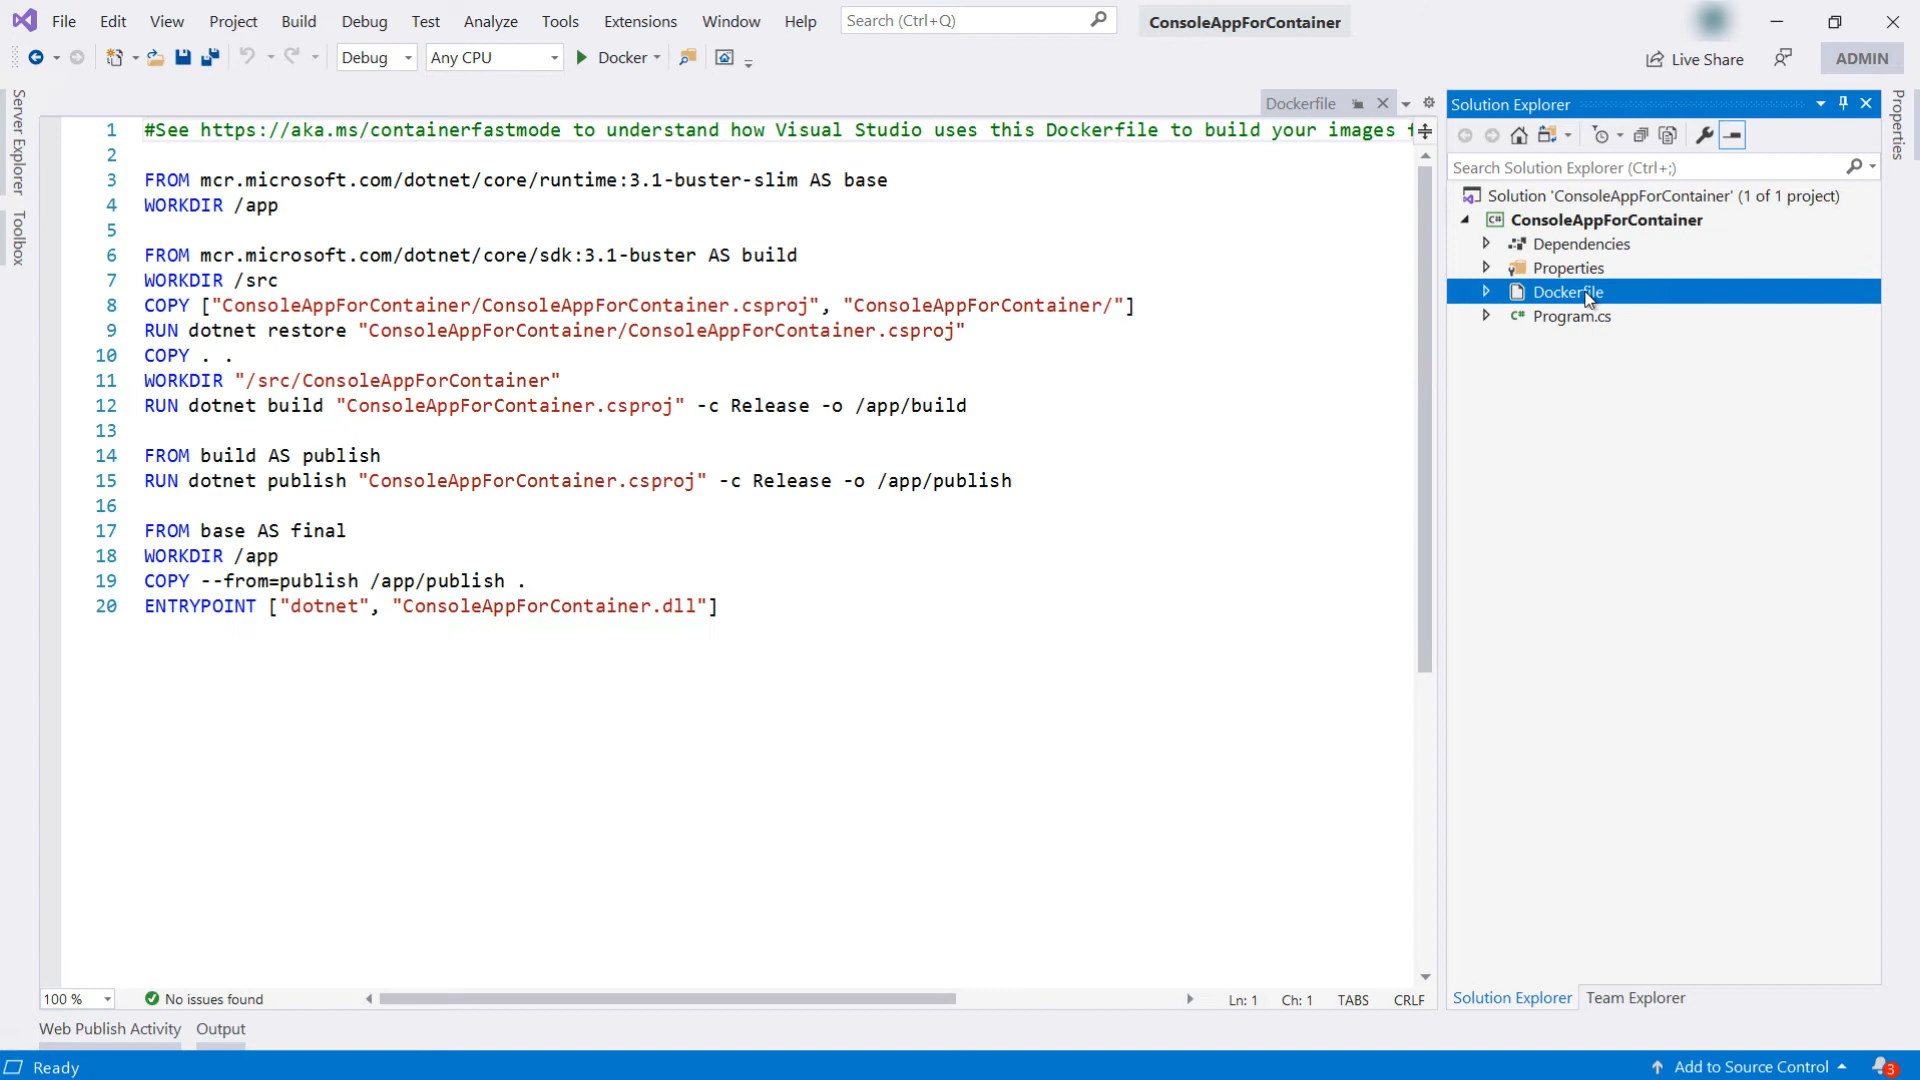 File Edit View Project Build Debug Test Analyze Tools Extensions Window Help Search (Ctrl+Q) ConsoleAppForContainer
Debug Any CPU Docker Live Share ADMIN
Server Explorer
Toolbox
Dockerfile
1 #See https://aka.ms/containerfastmode to understand how Visual Studio uses this Dockerfile to build your images
2
3 FROM mcr.microsoft.com/dotnet/core/runtime:3.1-buster-slim AS base
4 WORKDIR /app
5
6 FROM mcr.microsoft.com/dotnet/core/sdk:3.1-buster AS build
7 WORKDIR /src
8 COPY ["ConsoleAppForContainer/ConsoleAppForContainer.csproj", "ConsoleAppForContainer/"]
9 RUN dotnet restore "ConsoleAppForContainer/ConsoleAppForContainer.csproj"
10 COPY . .
11 WORKDIR "/src/ConsoleAppForContainer"
12 RUN dotnet build "ConsoleAppForContainer.csproj" -c Release -o /app/build
13
14 FROM build AS publish
15 RUN dotnet publish "ConsoleAppForContainer.csproj" -c Release -o /app/publish
16
17 FROM base AS final
18 WORKDIR /app
19 COPY --from=publish /app/publish .
20 ENTRYPOINT ["dotnet", "ConsoleAppForContainer.dll"]
100 % No issues found Ln: 1 Ch: 1 TABS CRLF
Solution Explorer
Search Solution Explorer (Ctrl+;)
Solution 'ConsoleAppForContainer' (1 of 1 project)
ConsoleAppForContainer
Dependencies
Properties
Dockerfile
Program.cs
Solution Explorer Team Explorer
Properties
Web Publish Activity Output
Ready Add to Source Control 3